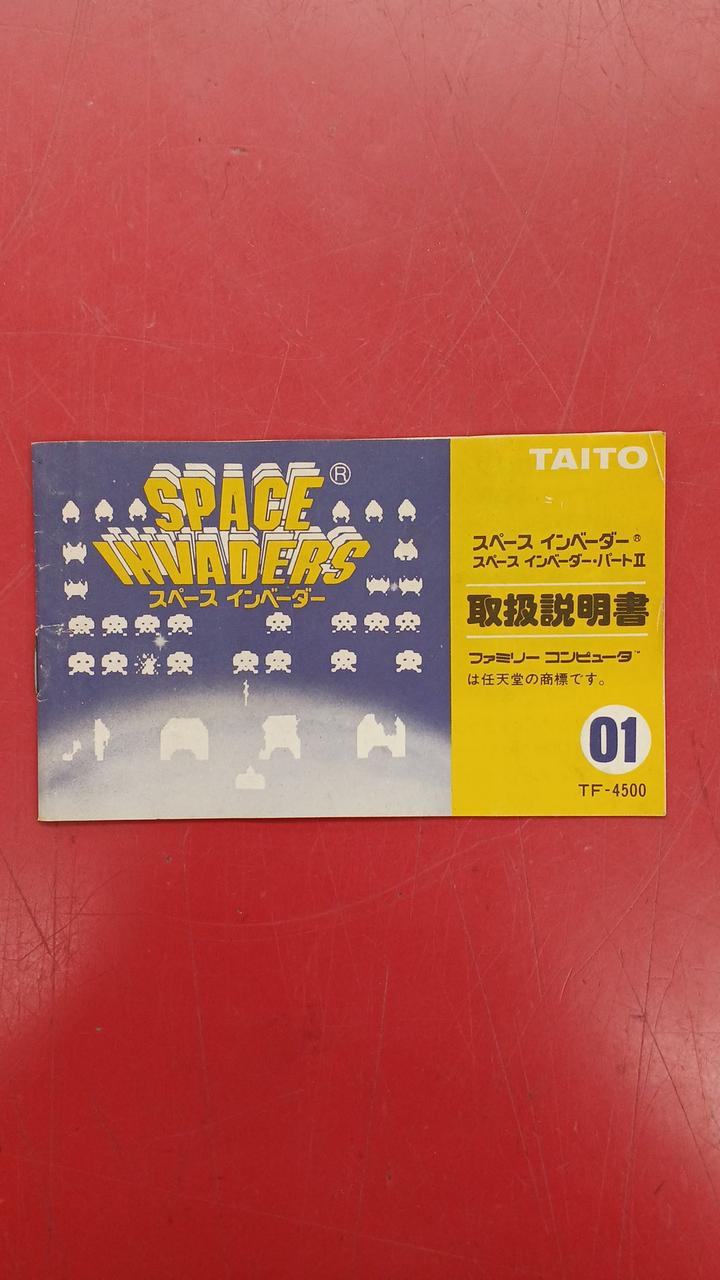 SPACE®
INVADERS
スペース インベーダー
TAITO
スペース インベーダー®
スペース インベーダー・パートⅡ
取扱説明書
ファミリー コンピュータ™
は任天堂の商標です。
01
TF-4500